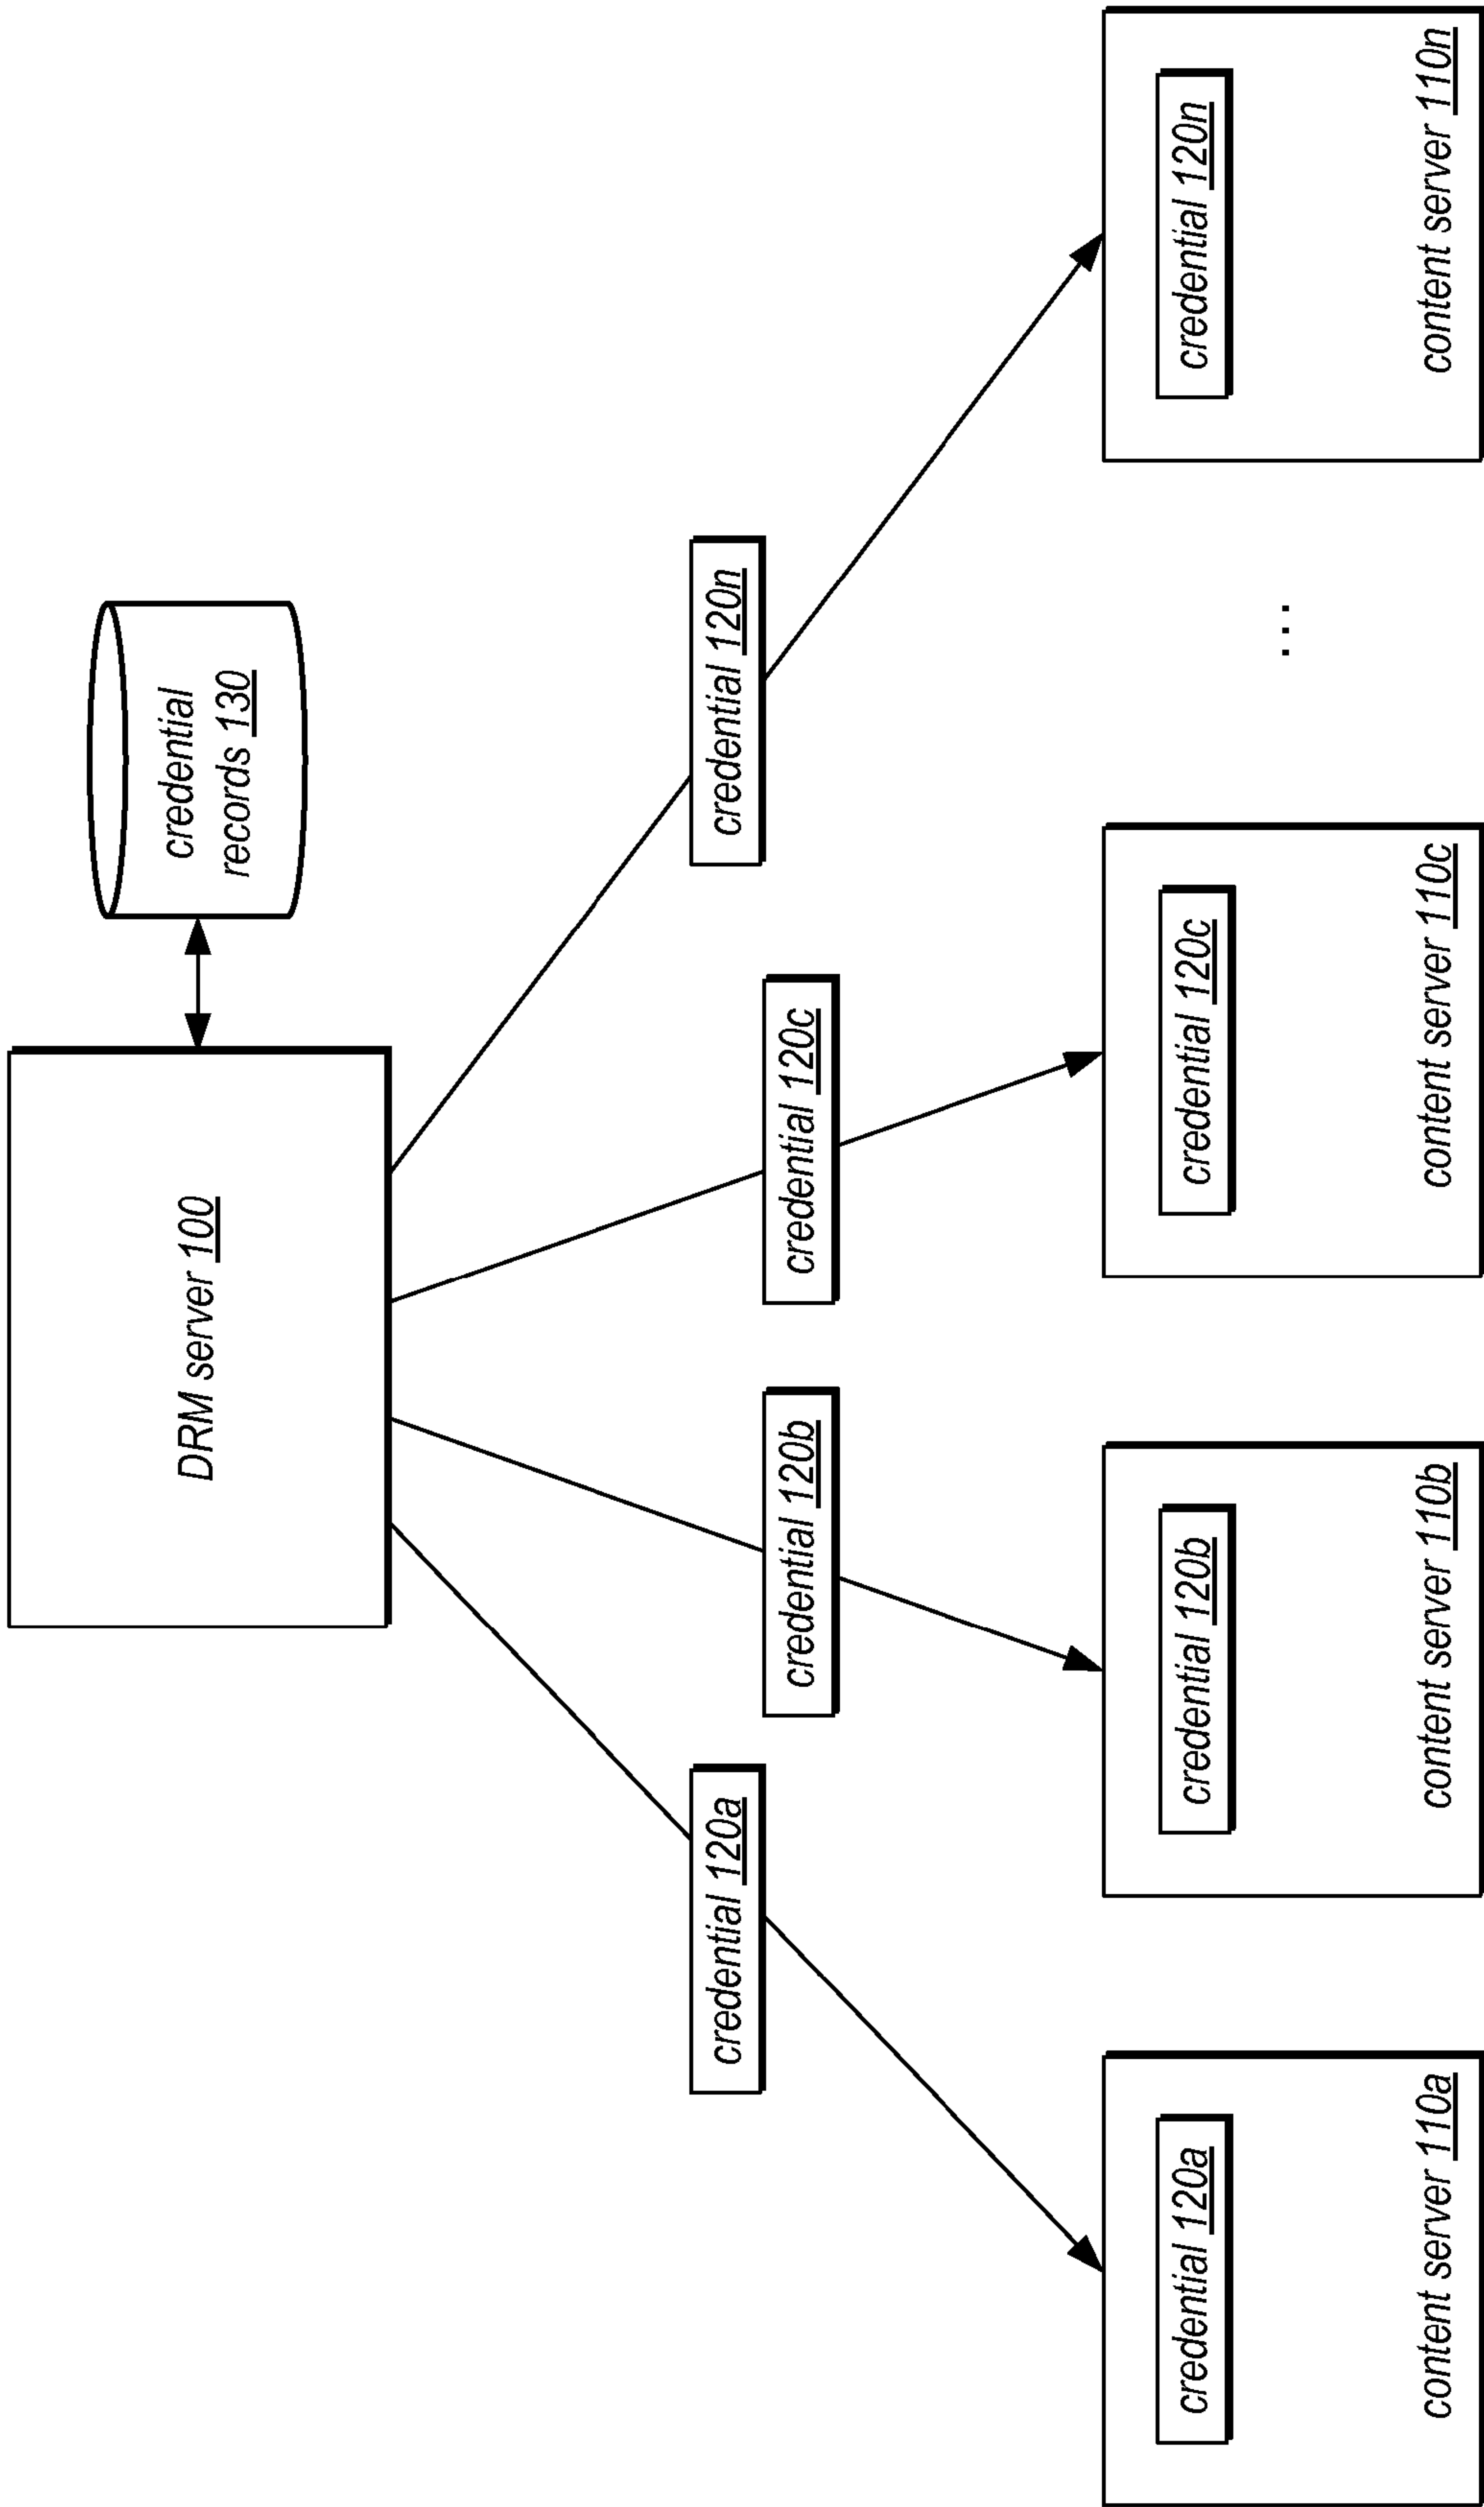 DRM server 100
credential
records 130
credential 120a
credential 120b
credential 120c
credential 120n
credential 120a
credential 120b
credential 120c
credential 120n
content server 110a
content server 110b
content server 110c
...
content server 110n